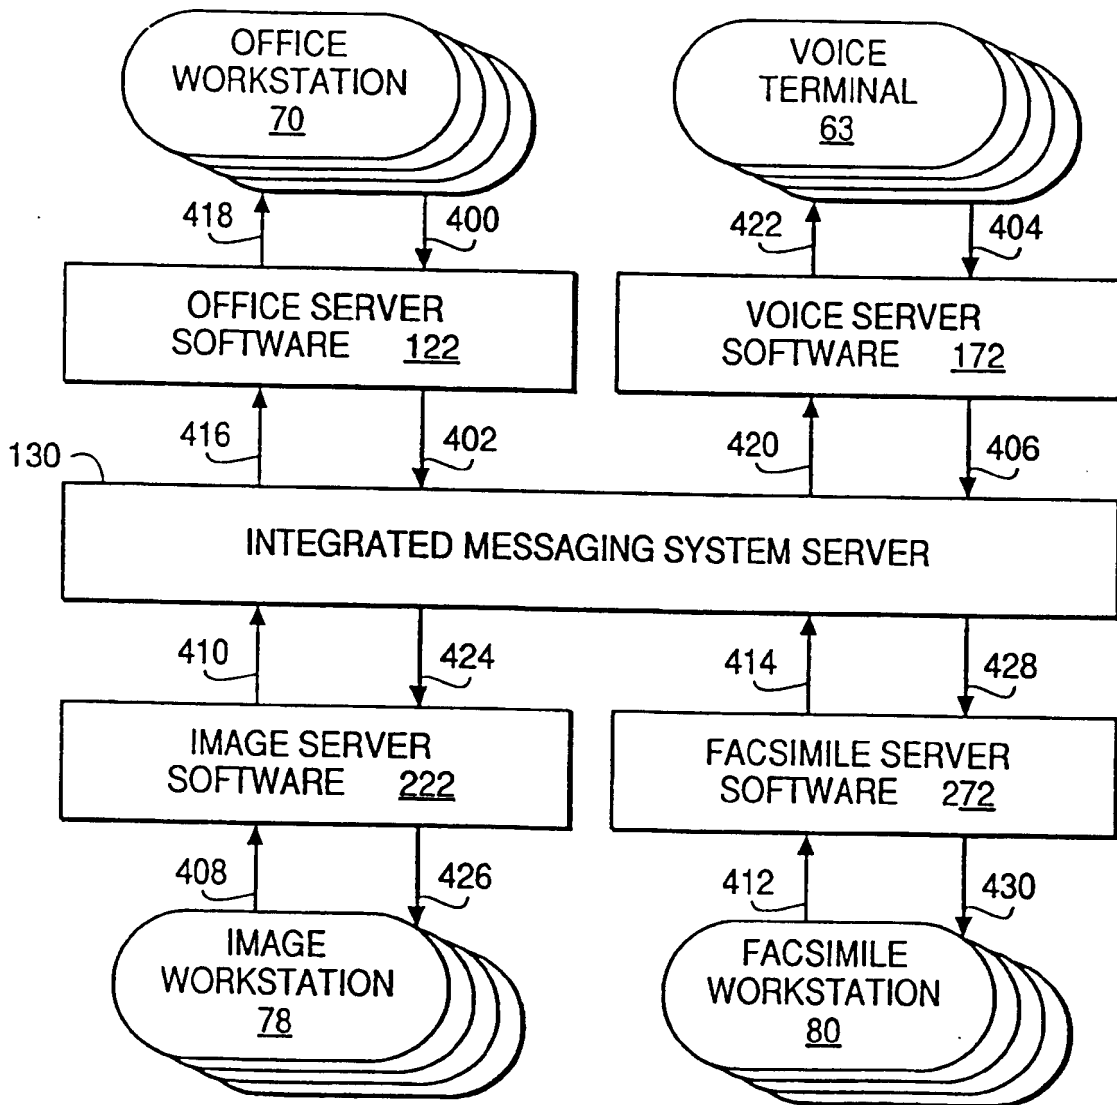 OFFICE
WORKSTATION
70
VOICE
TERMINAL
63
418
400
422
404
OFFICE SERVER
SOFTWARE 122
VOICE SERVER
SOFTWARE 172
416
402
420
406
130
INTEGRATED MESSAGING SYSTEM SERVER
410
424
414
428
IMAGE SERVER
SOFTWARE 222
FACSIMILE SERVER
SOFTWARE 272
408
426
412
430
IMAGE
WORKSTATION
78
FACSIMILE
WORKSTATION
80